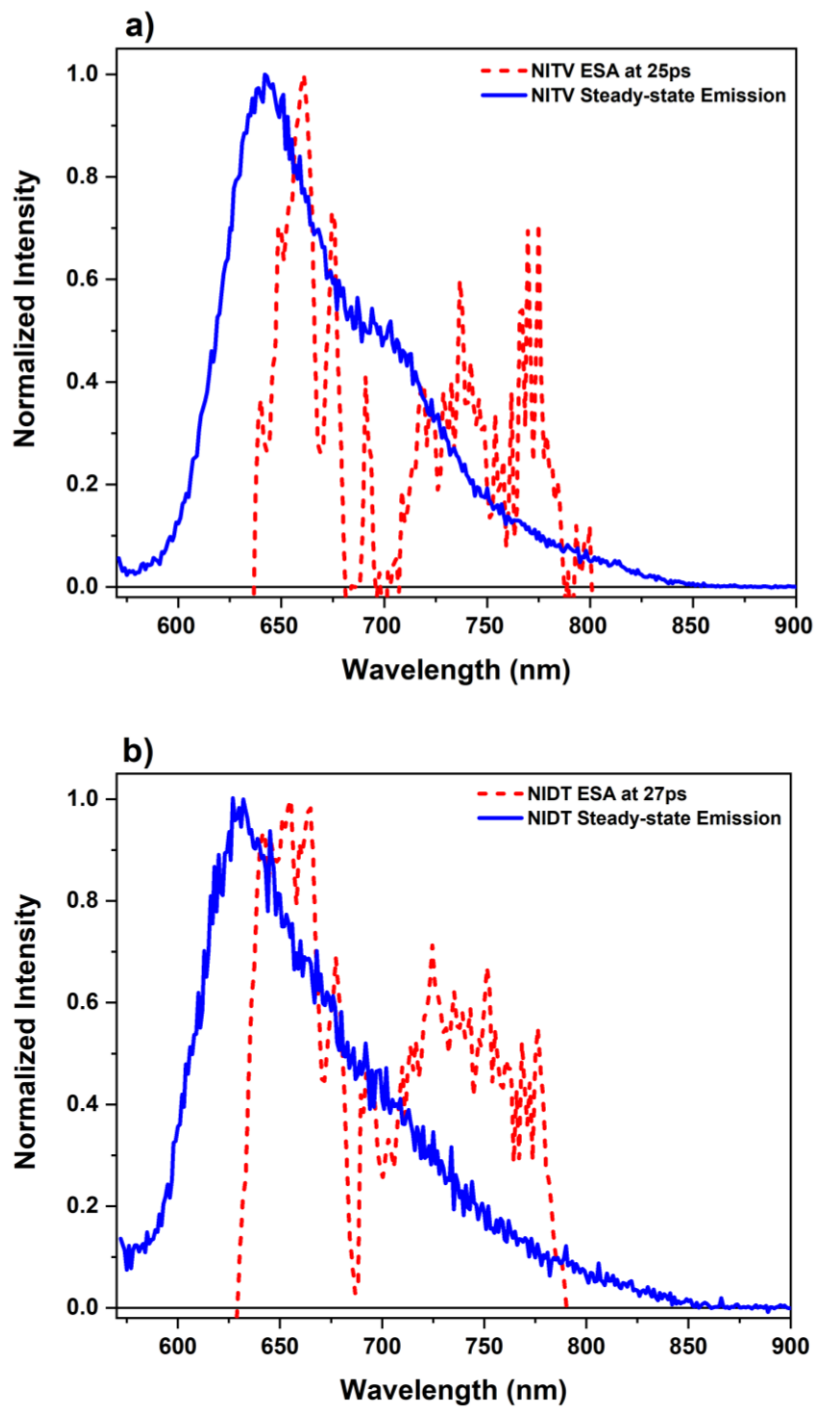 a)
NITV ESA at 25ps
NITV Steady-state Emission
1.0
0.8
0.6
0.4
0.2
0.0
Normalized Intensity
600 650 700 750 800 850 900
Wavelength (nm)
b)
NIDT ESA at 27ps
NIDT Steady-state Emission
1.0
0.8
0.6
0.4
0.2
0.0
Normalized Intensity
600 650 700 750 800 850 900
Wavelength (nm)